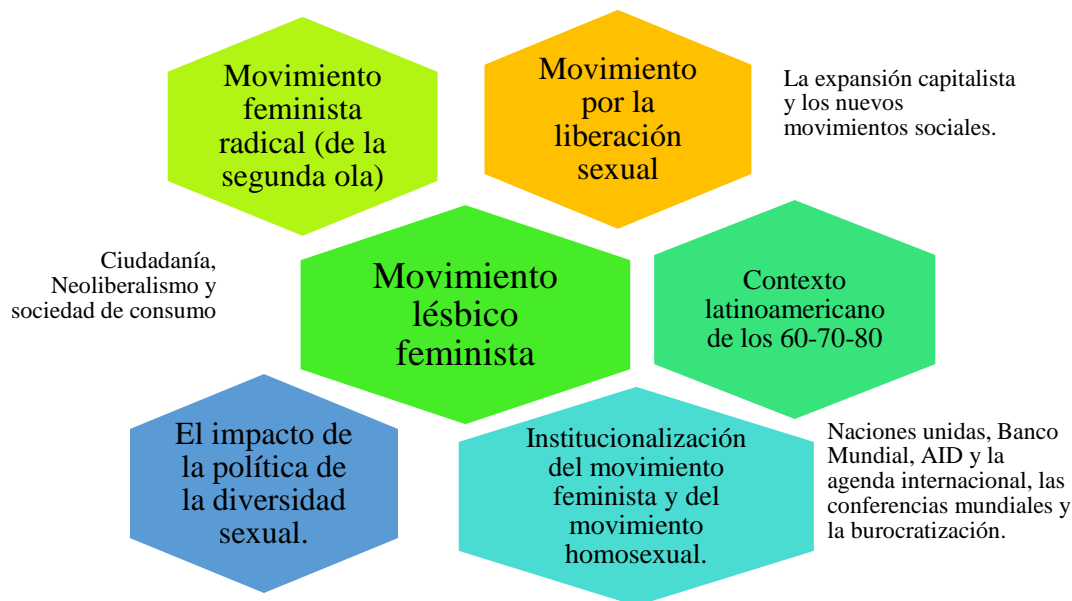 Movimiento
feminista
radical (de la
segunda ola)
Movimiento
por la
liberación
sexual
La expansión capitalista
y los nuevos
movimientos sociales.
Ciudadanía,
Neoliberalismo y
sociedad de consumo
Movimiento
lésbico
feminista
Contexto
latinoamericano
de los 60-70-80
El impacto de
la política de
la diversidad
sexual.
Institucionalización
del movimiento
feminista y del
movimiento
homosexual.
Naciones unidas, Banco
Mundial, AID y la
agenda internacional, las
conferencias mundiales y
la burocratización.